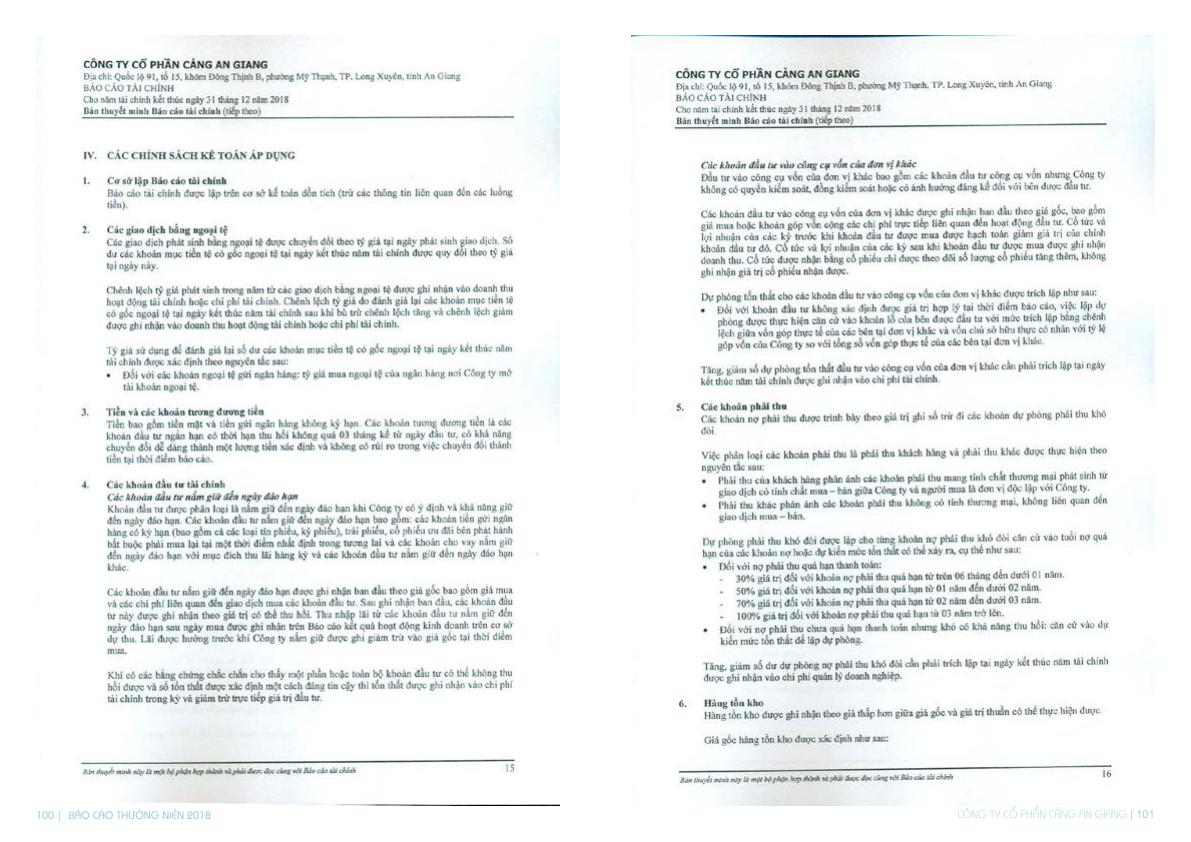 CÔNG TY CỔ PHẦN CẢNG AN GIANG
Địa chỉ: Quốc lộ 91, tổ 15, khóm Đông Thịnh B, phường Mỹ Thạnh, TP. Long Xuyên, tỉnh An Giang
BÁO CÁO TÀI CHÍNH
Cho năm tài chính kết thúc ngày 31 tháng 12 năm 2018
Bản thuyết minh Báo cáo tài chính (tiếp theo)
IV. CÁC CHÍNH SÁCH KẾ TOÁN ÁP DỤNG
1. Cơ sở lập Báo cáo tài chính
Báo cáo tài chính được lập trên cơ sở kế toán dồn tích (trừ các thông tin liên quan đến các luồng
tiền).
2. Các giao dịch bằng ngoại tệ
Các giao dịch phát sinh bằng ngoại tệ được chuyển đổi theo tỷ giá tại ngày phát sinh giao dịch. Số
dư các khoản mục tiền tệ có gốc ngoại tệ tại ngày kết thúc năm tài chính được quy đổi theo tỷ giá
tại ngày này.
Chênh lệch tỷ giá phát sinh trong năm từ các giao dịch bằng ngoại tệ được ghi nhận vào doanh thu
hoạt động tài chính hoặc chi phí tài chính. Chênh lệch tỷ giá do đánh giá lại các khoản mục tiền tệ
có gốc ngoại tệ tại ngày kết thúc năm tài chính sau khi bù trừ chênh lệch tăng và chênh lệch giảm
được ghi nhận vào doanh thu hoạt động tài chính hoặc chi phí tài chính.
Tỷ giá sử dụng để đánh giá lại số dư các khoản mục tiền tệ có gốc ngoại tệ tại ngày kết thúc năm
tài chính được xác định theo nguyên tắc sau:
• Đối với các khoản ngoại tệ gửi ngân hàng: tỷ giá mua ngoại tệ của ngân hàng nơi Công ty mở
tài khoản ngoại tệ.
3. Tiền và các khoản tương đương tiền
Tiền bao gồm tiền mặt và tiền gửi ngân hàng không kỳ hạn. Các khoản tương đương tiền là các
khoản đầu tư ngắn hạn có thời hạn thu hồi không quá 03 tháng kể từ ngày đầu tư, có khả năng
chuyển đổi dễ dàng thành một lượng tiền xác định và không có rủi ro trong việc chuyển đổi thành
tiền tại thời điểm báo cáo.
4. Các khoản đầu tư tài chính
Các khoản đầu tư nắm giữ đến ngày đáo hạn
Khoản đầu tư được phân loại là nắm giữ đến ngày đáo hạn khi Công ty có ý định và khả năng giữ
đến ngày đáo hạn. Các khoản đầu tư nắm giữ đến ngày đáo hạn bao gồm: các khoản tiền gửi ngân
hàng có kỳ hạn (bao gồm cả các loại tín phiếu, kỳ phiếu), trái phiếu, cổ phiếu ưu đãi bên phát hành
bắt buộc phải mua lại tại một thời điểm nhất định trong tương lai và các khoản cho vay nắm giữ
đến ngày đáo hạn với mục đích thu lãi hàng kỳ và các khoản đầu tư nắm giữ đến ngày đáo hạn
khác.
Các khoản đầu tư nắm giữ đến ngày đáo hạn được ghi nhận ban đầu theo giá gốc bao gồm giá mua
và các chi phí liên quan đến giao dịch mua các khoản đầu tư. Sau ghi nhận ban đầu, các khoản đầu
tư này được ghi nhận theo giá trị có thể thu hồi. Thu nhập lãi từ các khoản đầu tư nắm giữ đến
ngày đáo hạn sau ngày mua được ghi nhận trên Báo cáo kết quả hoạt động kinh doanh trên cơ sở
dự thu. Lãi được hưởng trước khi Công ty nắm giữ được ghi giảm trừ vào giá gốc tại thời điểm
mua.
Khi có các bằng chứng chắc chắn cho thấy một phần hoặc toàn bộ khoản đầu tư có thể không thu
hồi được và số tổn thất được xác định một cách đáng tin cậy thì tổn thất được ghi nhận vào chi phí
tài chính trong kỳ và giảm trừ trực tiếp giá trị đầu tư.
Bản thuyết minh này là một bộ phận hợp thành và phải được đọc cùng với Báo cáo tài chính 15
100 | BÁO CÁO THƯỜNG NIÊN 2018
CÔNG TY CỔ PHẦN CẢNG AN GIANG
Địa chỉ: Quốc lộ 91, tổ 15, khóm Đông Thịnh B, phường Mỹ Thạnh, TP. Long Xuyên, tỉnh An Giang
BÁO CÁO TÀI CHÍNH
Cho năm tài chính kết thúc ngày 31 tháng 12 năm 2018
Bản thuyết minh Báo cáo tài chính (tiếp theo)
Các khoản đầu tư vào công cụ vốn của đơn vị khác
Đầu tư vào công cụ vốn của đơn vị khác bao gồm các khoản đầu tư công cụ vốn nhưng Công ty
không có quyền kiểm soát, đồng kiểm soát hoặc có ảnh hưởng đáng kể đối với bên được đầu tư.
Các khoản đầu tư vào công cụ vốn của đơn vị khác được ghi nhận ban đầu theo giá gốc, bao gồm
giá mua hoặc khoản góp vốn cộng các chi phí trực tiếp liên quan đến hoạt động đầu tư. Cổ tức và
lợi nhuận của các kỳ trước khi khoản đầu tư được mua được hạch toán giảm giá trị của chính
khoản đầu tư đó. Cổ tức và lợi nhuận của các kỳ sau khi khoản đầu tư được mua được ghi nhận
doanh thu. Cổ tức được nhận bằng cổ phiếu chỉ được theo dõi số lượng cổ phiếu tăng thêm, không
ghi nhận giá trị cổ phiếu nhận được.
Dự phòng tổn thất cho các khoản đầu tư vào công cụ vốn của đơn vị khác được trích lập như sau:
• Đối với khoản đầu tư không xác định được giá trị hợp lý tại thời điểm báo cáo, việc lập dự
phòng được thực hiện căn cứ vào khoản lỗ của bên được đầu tư với mức trích lập bằng chênh
lệch giữa vốn góp thực tế của các bên tại đơn vị khác và vốn chủ sở hữu thực có nhân với tỷ lệ
góp vốn của Công ty so với tổng số vốn góp thực tế của các bên tại đơn vị khác.
Tăng, giảm số dự phòng tổn thất đầu tư vào công cụ vốn của đơn vị khác cần phải trích lập tại ngày
kết thúc năm tài chính được ghi nhận vào chi phí tài chính.
5. Các khoản phải thu
Các khoản nợ phải thu được trình bày theo giá trị ghi sổ trừ đi các khoản dự phòng phải thu khó
đòi.
Việc phân loại các khoản phải thu là phải thu khách hàng và phải thu khác được thực hiện theo
nguyên tắc sau:
• Phải thu của khách hàng phản ánh các khoản phải thu mang tính chất thương mại phát sinh từ
giao dịch có tính chất mua – bán giữa Công ty và người mua là đơn vị độc lập với Công ty.
• Phải thu khác phản ánh các khoản phải thu không có tính thương mại, không liên quan đến
giao dịch mua – bán.
Dự phòng phải thu khó đòi được lập cho từng khoản nợ phải thu khó đòi căn cứ vào tuổi nợ quá
hạn của các khoản nợ hoặc dự kiến mức tổn thất có thể xảy ra, cụ thể như sau:
• Đối với nợ phải thu quá hạn thanh toán:
- 30% giá trị đối với khoản nợ phải thu quá hạn từ trên 06 tháng đến dưới 01 năm.
- 50% giá trị đối với khoản nợ phải thu quá hạn từ 01 năm đến dưới 02 năm.
- 70% giá trị đối với khoản nợ phải thu quá hạn từ 02 năm đến dưới 03 năm.
- 100% giá trị đối với khoản nợ phải thu quá hạn từ 03 năm trở lên.
• Đối với nợ phải thu chưa quá hạn thanh toán nhưng khó có khả năng thu hồi: căn cứ vào dự
kiến mức tổn thất để lập dự phòng.
Tăng, giảm số dư dự phòng nợ phải thu khó đòi cần phải trích lập tại ngày kết thúc năm tài chính
được ghi nhận vào chi phí quản lý doanh nghiệp.
6. Hàng tồn kho
Hàng tồn kho được ghi nhận theo giá thấp hơn giữa giá gốc và giá trị thuần có thể thực hiện được.
Giá gốc hàng tồn kho được xác định như sau:
Bản thuyết minh này là một bộ phận hợp thành và phải được đọc cùng với Báo cáo tài chính 16
CÔNG TY CỔ PHẦN CẢNG AN GIANG | 101